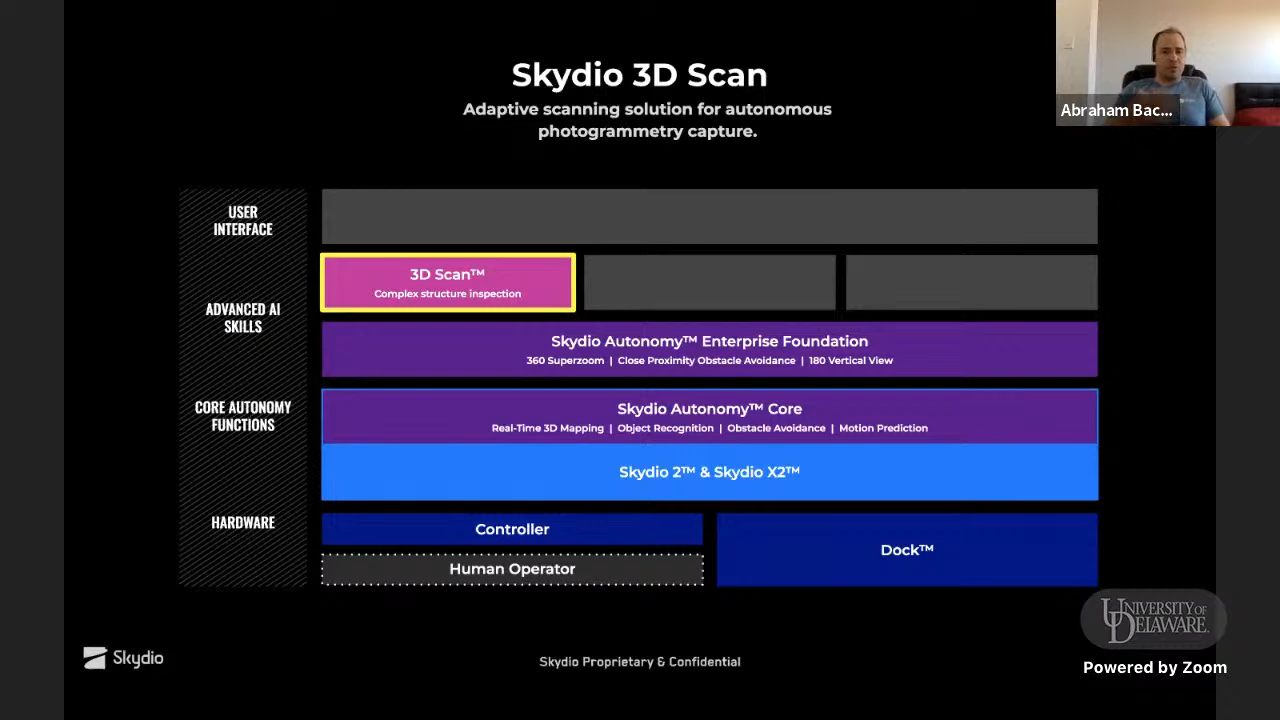 Skydio 3D Scan
Adaptive scanning solution for autonomous
photogrammetry capture.
Abraham Bac...
USER
INTERFACE
3D Scan™
Complex structure inspection
ADVANCED AI
SKILLS
Skydio Autonomy™ Enterprise Foundation
360 Superzoom | Close Proximity Obstacle Avoidance | 180 Vertical View
CORE AUTONOMY
FUNCTIONS
Skydio Autonomy™ Core
Real-Time 3D Mapping | Object Recognition | Obstacle Avoidance | Motion Prediction
Skydio 2™ & Skydio X2™
HARDWARE
Controller
Human Operator
Dock™
UNIVERSITY OF
DELAWARE.
Powered by Zoom
Skydio
Skydio Proprietary & Confidential